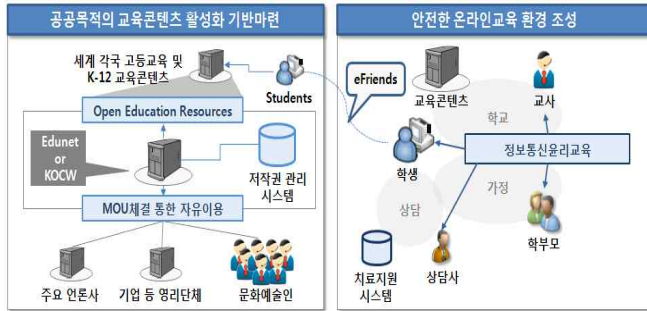 공공목적의 교육콘텐츠 활성화 기반마련
세계 각국 고등교육 및
K-12 교육콘텐츠
Students
Open Education Resources
Edunet
or
KOCW
저작권 관리
시스템
MOU체결 통한 자유이용
주요 언론사
기업 등 영리단체
문화예술인
안전한 온라인교육 환경 조성
eFriends
교육콘텐츠
교사
학교
학생
정보통신윤리교육
가정
상담
학부모
치료지원
시스템
상담사